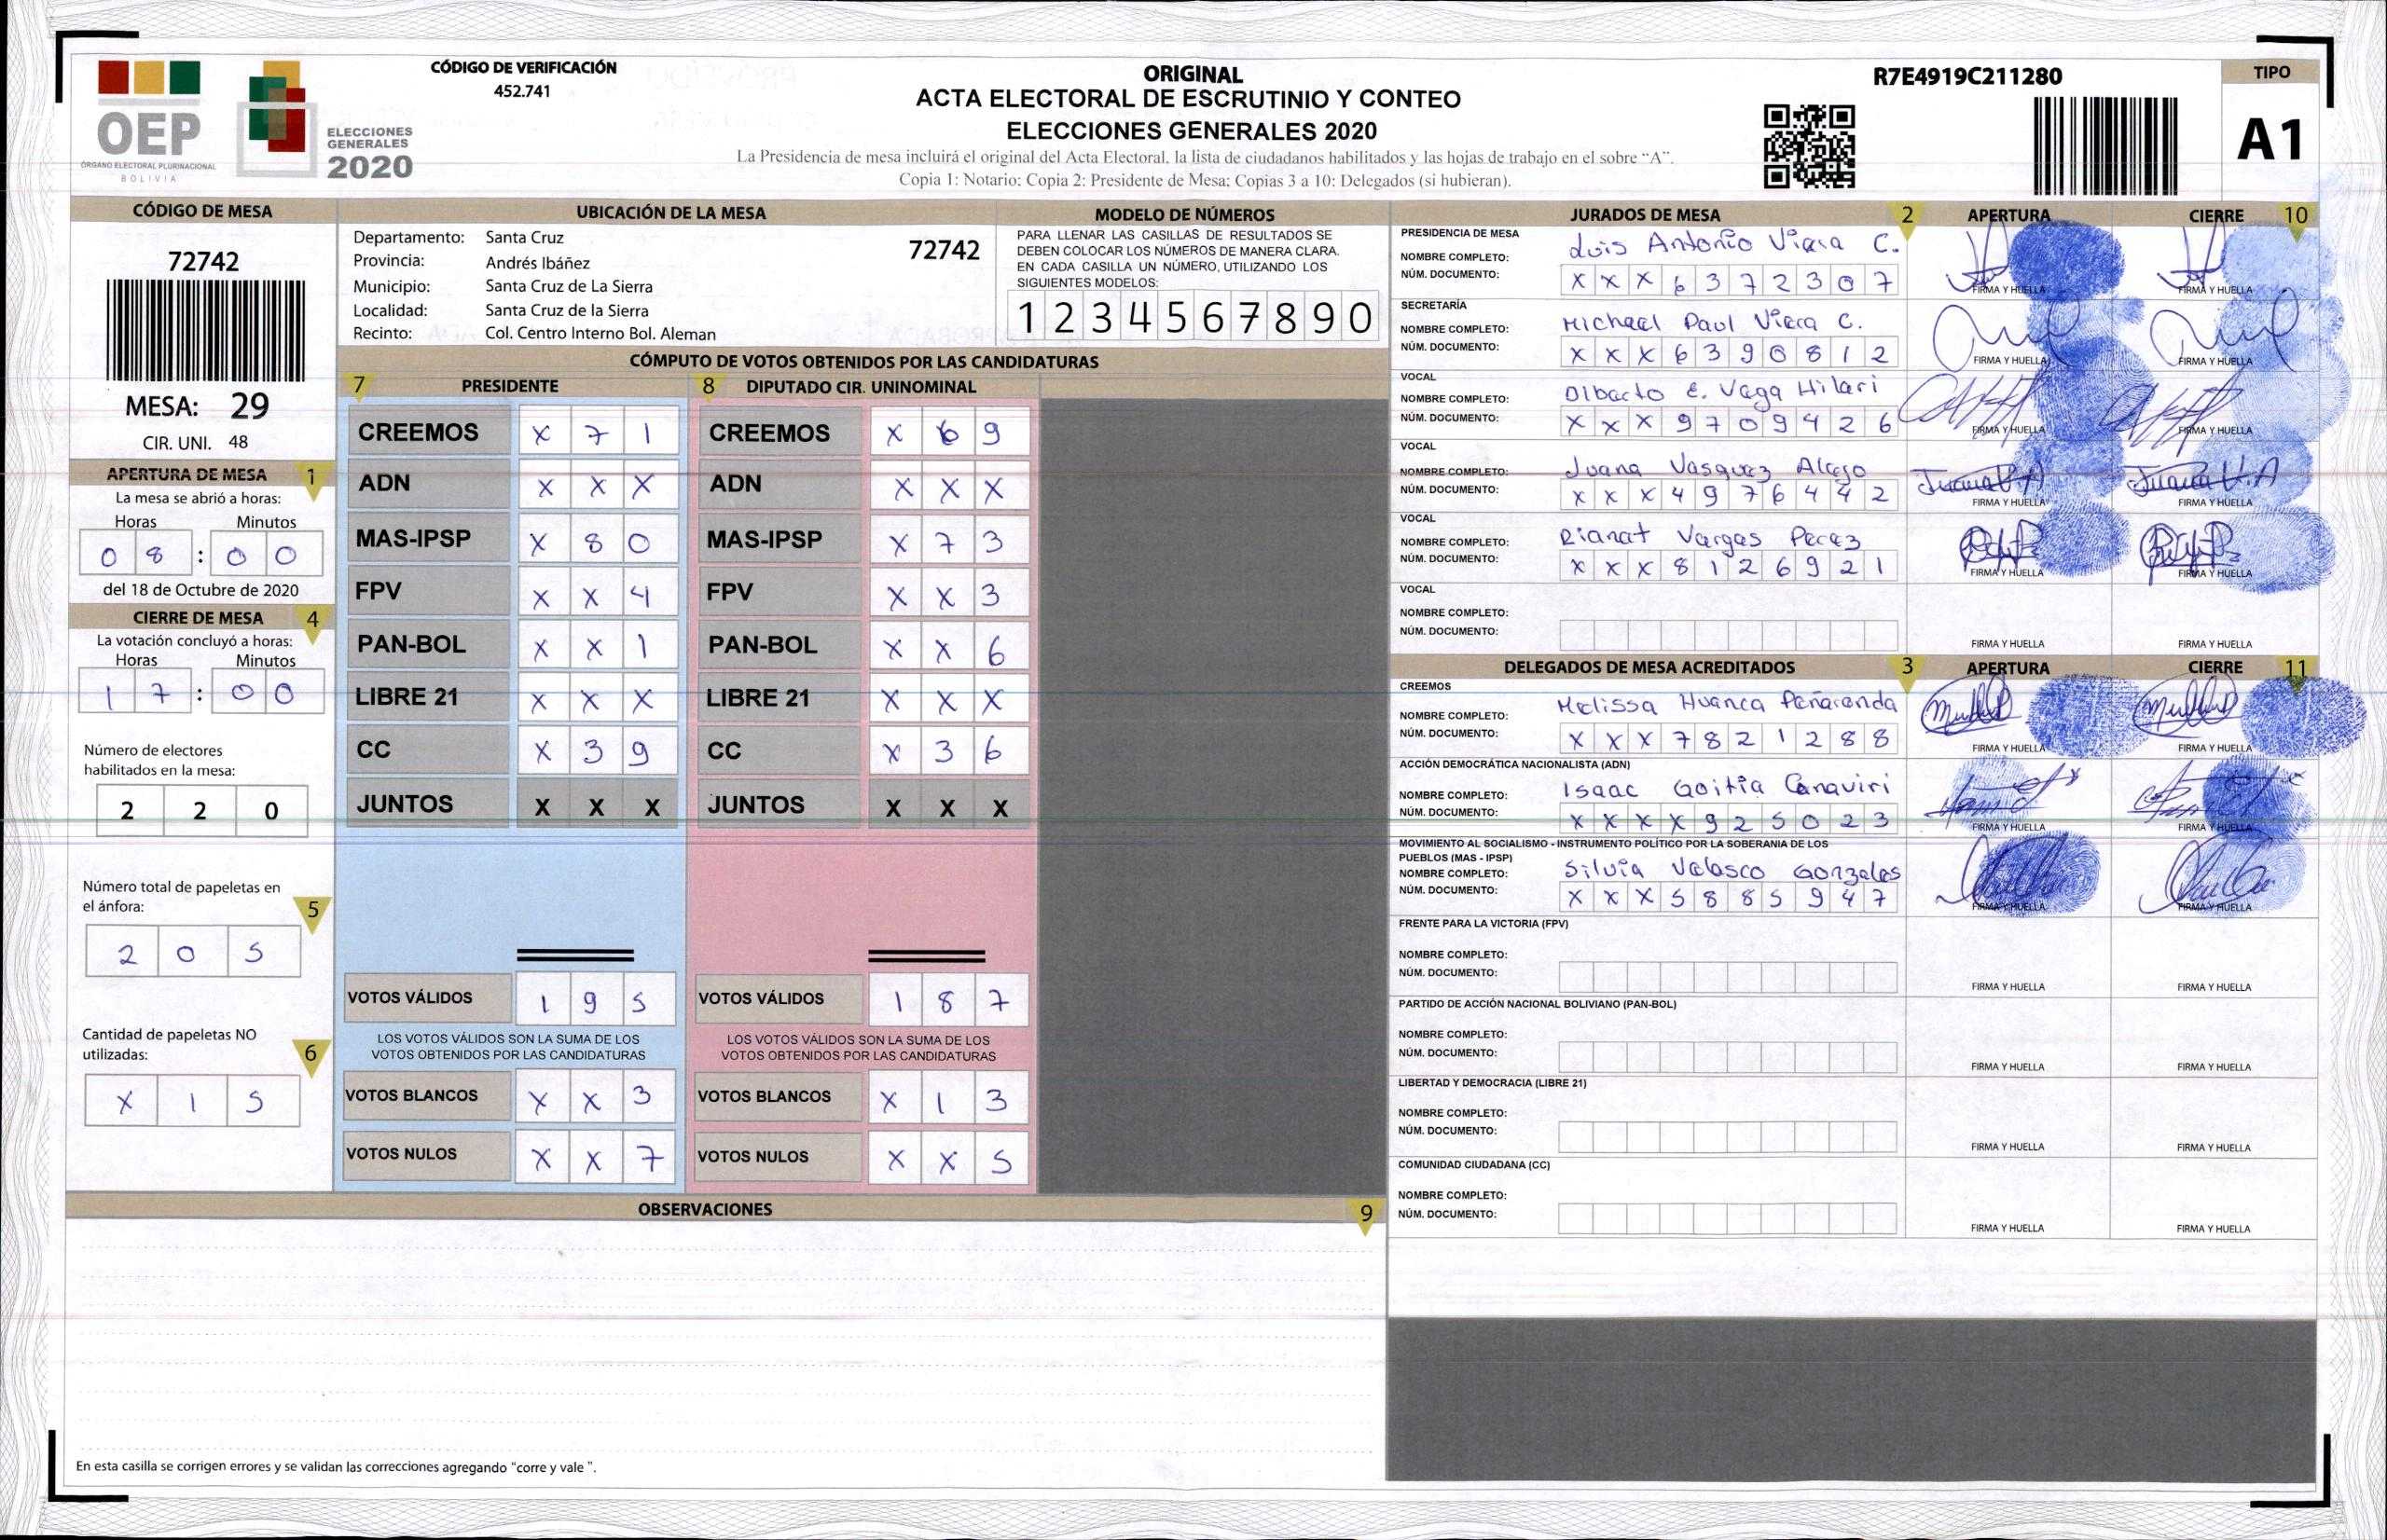 CÓDIGO DE VERIFICACIÓN
452.741
OEP
ÓRGANO ELECTORAL PLURINACIONAL
BOLIVIA
ELECCIONES
GENERALES
2020
ORIGINAL
ACTA ELECTORAL DE ESCRUTINIO Y CONTEO
ELECCIONES GENERALES 2020
La Presidencia de mesa incluirá el original del Acta Electoral, la lista de ciudadanos habilitados y las hojas de trabajo en el sobre "A".
Copia 1: Notario; Copia 2: Presidente de Mesa; Copias 3 a 10: Delegados (si hubieran).
R7E4919C211280
TIPO
A1
CÓDIGO DE MESA
72742
MESA: 29
CIR. UNI. 48
APERTURA DE MESA 1
La mesa se abrió a horas:
Horas Minutos
0 8 : 0 0
del 18 de Octubre de 2020
CIERRE DE MESA 4
La votación concluyó a horas:
Horas Minutos
1 7 : 0 0
Número de electores
habilitados en la mesa:
2 2 0
Número total de papeletas en
el ánfora:
5
2 0 5
Cantidad de papeletas NO
utilizadas:
6
X 1 5
UBICACIÓN DE LA MESA
Departamento: Santa Cruz
72742
Provincia: Andrés Ibáñez
Municipio: Santa Cruz de La Sierra
Localidad: Santa Cruz de la Sierra
Recinto: Col. Centro Interno Bol. Aleman
MODELO DE NÚMEROS
PARA LLENAR LAS CASILLAS DE RESULTADOS SE
DEBEN COLOCAR LOS NÚMEROS DE MANERA CLARA.
EN CADA CASILLA UN NÚMERO, UTILIZANDO LOS
SIGUIENTES MODELOS:
1 2 3 4 5 6 7 8 9 0
CÓMPUTO DE VOTOS OBTENIDOS POR LAS CANDIDATURAS
7 PRESIDENTE
CREEMOS X 7 1
ADN X X X
MAS-IPSP X 8 0
FPV X X 4
PAN-BOL X X 1
LIBRE 21 X X X
CC X 3 9
JUNTOS X X X
VOTOS VÁLIDOS 1 9 5
LOS VOTOS VÁLIDOS SON LA SUMA DE LOS
VOTOS OBTENIDOS POR LAS CANDIDATURAS
VOTOS BLANCOS X X 3
VOTOS NULOS X X 7
8 DIPUTADO CIR. UNINOMINAL
CREEMOS X 6 9
ADN X X X
MAS-IPSP X 7 3
FPV X X 3
PAN-BOL X X 6
LIBRE 21 X X X
CC X 3 6
JUNTOS X X X
VOTOS VÁLIDOS 1 8 7
LOS VOTOS VÁLIDOS SON LA SUMA DE LOS
VOTOS OBTENIDOS POR LAS CANDIDATURAS
VOTOS BLANCOS X 1 3
VOTOS NULOS X X 5
OBSERVACIONES 9
En esta casilla se corrigen errores y se validan las correcciones agregando "corre y vale ".
JURADOS DE MESA 2 APERTURA CIERRE 10
PRESIDENCIA DE MESA
NOMBRE COMPLETO: Luis Antonio Viera C.
NÚM. DOCUMENTO: X X X 6 3 7 2 3 0 7
FIRMA Y HUELLA FIRMA Y HUELLA
SECRETARÍA
NOMBRE COMPLETO: Michael Paul Viera C.
NÚM. DOCUMENTO: X X X 6 3 9 0 8 1 2
FIRMA Y HUELLA FIRMA Y HUELLA
VOCAL
NOMBRE COMPLETO: E. Vega Hilari
NÚM. DOCUMENTO: X X X 9 7 0 9 4 2 6
FIRMA Y HUELLA FIRMA Y HUELLA
VOCAL
NOMBRE COMPLETO: Juana Vasquez
NÚM. DOCUMENTO: X X X 4 9 7 6 4 4 2
Juana V.A
FIRMA Y HUELLA FIRMA Y HUELLA
VOCAL
NOMBRE COMPLETO: Vargas Perez
NÚM. DOCUMENTO: X X X 8 1 2 6 9 2 1
FIRMA Y HUELLA FIRMA Y HUELLA
VOCAL
NOMBRE COMPLETO:
NÚM. DOCUMENTO:
FIRMA Y HUELLA FIRMA Y HUELLA
DELEGADOS DE MESA ACREDITADOS 3 APERTURA CIERRE 11
CREEMOS
NOMBRE COMPLETO: Melissa Huanca Peñaranda
NÚM. DOCUMENTO: X X X 7 8 2 1 2 8 8
FIRMA Y HUELLA FIRMA Y HUELLA
ACCIÓN DEMOCRÁTICA NACIONALISTA (ADN)
NOMBRE COMPLETO: Isaac Goitia Canaviri
NÚM. DOCUMENTO: X X X X 9 2 5 0 2 3
FIRMA Y HUELLA FIRMA Y HUELLA
MOVIMIENTO AL SOCIALISMO - INSTRUMENTO POLÍTICO POR LA SOBERANIA DE LOS
PUEBLOS (MAS - IPSP)
NOMBRE COMPLETO: Silvia Velasco Gonzales
NÚM. DOCUMENTO: X X X 5 8 8 5 9 4 7
FIRMA Y HUELLA FIRMA Y HUELLA
FRENTE PARA LA VICTORIA (FPV)
NOMBRE COMPLETO:
NÚM. DOCUMENTO:
FIRMA Y HUELLA FIRMA Y HUELLA
PARTIDO DE ACCIÓN NACIONAL BOLIVIANO (PAN-BOL)
NOMBRE COMPLETO:
NÚM. DOCUMENTO:
FIRMA Y HUELLA FIRMA Y HUELLA
LIBERTAD Y DEMOCRACIA (LIBRE 21)
NOMBRE COMPLETO:
NÚM. DOCUMENTO:
FIRMA Y HUELLA FIRMA Y HUELLA
COMUNIDAD CIUDADANA (CC)
NOMBRE COMPLETO:
NÚM. DOCUMENTO:
FIRMA Y HUELLA FIRMA Y HUELLA